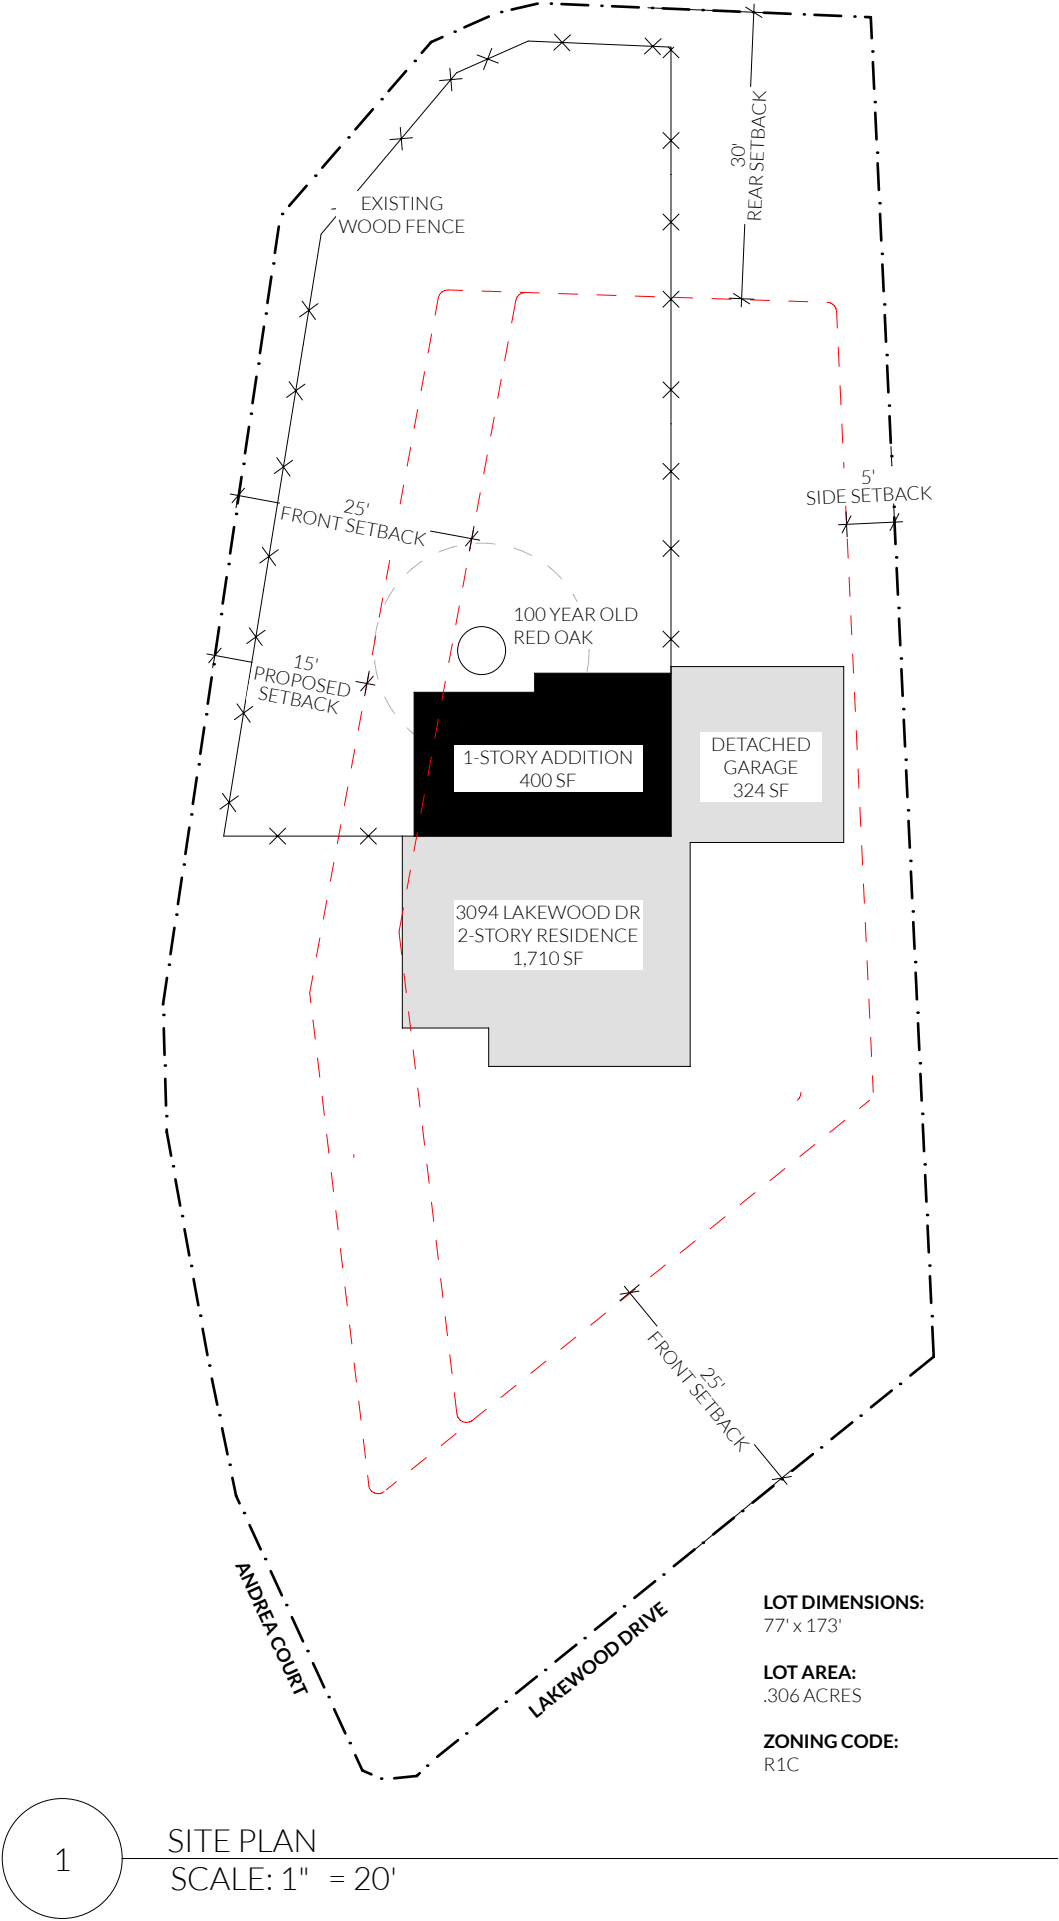 30'
REAR SETBACK
EXISTING
WOOD FENCE
5'
SIDE SETBACK
25'
FRONT SETBACK
100 YEAR OLD
RED OAK
15'
PROPOSED
SETBACK
1-STORY ADDITION
400 SF
DETACHED
GARAGE
324 SF
3094 LAKEWOOD DR
2-STORY RESIDENCE
1,710 SF
25'
FRONT SETBACK
ANDREA COURT
LAKEWOOD DRIVE
LOT DIMENSIONS:
77' x 173'
LOT AREA:
.306 ACRES
ZONING CODE:
R1C
1
SITE PLAN
SCALE: 1" = 20'